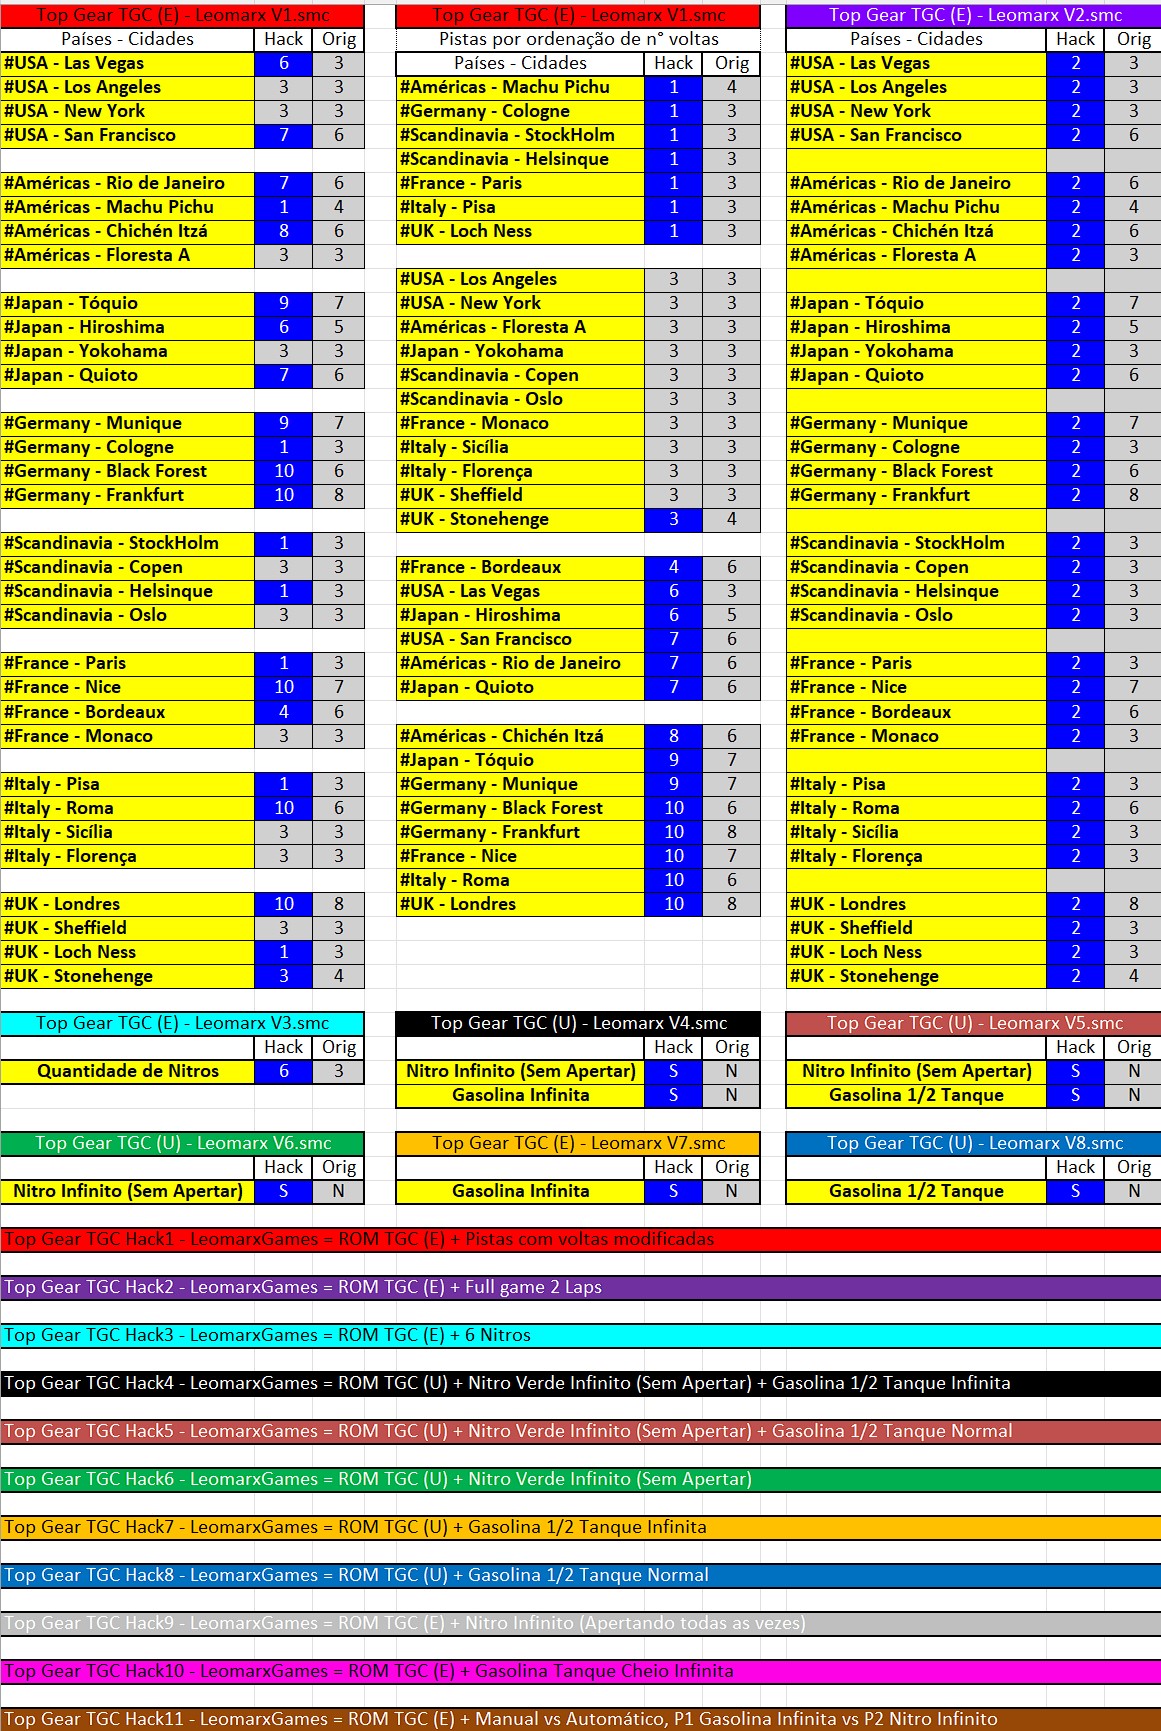 Top Gear TGC (E) - Leomarx V1.smc
Países - Cidades Hack Orig
#USA - Las Vegas 6 3
#USA - Los Angeles 3 3
#USA - New York 3 3
#USA - San Francisco 7 6
#Américas - Rio de Janeiro 7 6
#Américas - Machu Pichu 1 4
#Américas - Chichén Itzá 8 6
#Américas - Floresta A 3 3
#Japan - Tóquio 9 7
#Japan - Hiroshima 6 5
#Japan - Yokohama 3 3
#Japan - Quioto 7 6
#Germany - Munique 9 7
#Germany - Cologne 1 3
#Germany - Black Forest 10 6
#Germany - Frankfurt 10 8
#Scandinavia - StockHolm 1 3
#Scandinavia - Copen 3 3
#Scandinavia - Helsinque 1 3
#Scandinavia - Oslo 3 3
#France - Paris 1 3
#France - Nice 10 7
#France - Bordeaux 4 6
#France - Monaco 3 3
#Italy - Pisa 1 3
#Italy - Roma 10 6
#Italy - Sicília 3 3
#Italy - Florença 3 3
#UK - Londres 10 8
#UK - Sheffield 3 3
#UK - Loch Ness 1 3
#UK - Stonehenge 3 4
Top Gear TGC (E) - Leomarx V1.smc
Pistas por ordenação de n° voltas
Países - Cidades Hack Orig
#Américas - Machu Pichu 1 4
#Germany - Cologne 1 3
#Scandinavia - StockHolm 1 3
#Scandinavia - Helsinque 1 3
#France - Paris 1 3
#Italy - Pisa 1 3
#UK - Loch Ness 1 3
#USA - Los Angeles 3 3
#USA - New York 3 3
#Américas - Floresta A 3 3
#Japan - Yokohama 3 3
#Scandinavia - Copen 3 3
#Scandinavia - Oslo 3 3
#France - Monaco 3 3
#Italy - Sicília 3 3
#Italy - Florença 3 3
#UK - Sheffield 3 3
#UK - Stonehenge 3 4
#France - Bordeaux 4 6
#USA - Las Vegas 6 3
#Japan - Hiroshima 6 5
#USA - San Francisco 7 6
#Américas - Rio de Janeiro 7 6
#Japan - Quioto 7 6
#Américas - Chichén Itzá 8 6
#Japan - Tóquio 9 7
#Germany - Munique 9 7
#Germany - Black Forest 10 6
#Germany - Frankfurt 10 8
#France - Nice 10 7
#Italy - Roma 10 6
#UK - Londres 10 8
Top Gear TGC (E) - Leomarx V2.smc
Países - Cidades Hack Orig
#USA - Las Vegas 2 3
#USA - Los Angeles 2 3
#USA - New York 2 3
#USA - San Francisco 2 6
#Américas - Rio de Janeiro 2 6
#Américas - Machu Pichu 2 4
#Américas - Chichén Itzá 2 6
#Américas - Floresta A 2 3
#Japan - Tóquio 2 7
#Japan - Hiroshima 2 5
#Japan - Yokohama 2 3
#Japan - Quioto 2 6
#Germany - Munique 2 7
#Germany - Cologne 2 3
#Germany - Black Forest 2 6
#Germany - Frankfurt 2 8
#Scandinavia - StockHolm 2 3
#Scandinavia - Copen 2 3
#Scandinavia - Helsinque 2 3
#Scandinavia - Oslo 2 3
#France - Paris 2 3
#France - Nice 2 7
#France - Bordeaux 2 6
#France - Monaco 2 3
#Italy - Pisa 2 3
#Italy - Roma 2 6
#Italy - Sicília 2 3
#Italy - Florença 2 3
#UK - Londres 2 8
#UK - Sheffield 2 3
#UK - Loch Ness 2 3
#UK - Stonehenge 2 4
Top Gear TGC (E) - Leomarx V3.smc
Hack Orig
Quantidade de Nitros 6 3
Top Gear TGC (U) - Leomarx V4.smc
Hack Orig
Nitro Infinito (Sem Apertar) S N
Gasolina Infinita S N
Top Gear TGC (U) - Leomarx V5.smc
Hack Orig
Nitro Infinito (Sem Apertar) S N
Gasolina 1/2 Tanque S N
Top Gear TGC (U) - Leomarx V6.smc
Hack Orig
Nitro Infinito (Sem Apertar) S N
Top Gear TGC (E) - Leomarx V7.smc
Hack Orig
Gasolina Infinita S N
Top Gear TGC (U) - Leomarx V8.smc
Hack Orig
Gasolina 1/2 Tanque S N
Top Gear TGC Hack1 - LeomarxGames = ROM TGC (E) + Pistas com voltas modificadas
Top Gear TGC Hack2 - LeomarxGames = ROM TGC (E) + Full game 2 Laps
Top Gear TGC Hack3 - LeomarxGames = ROM TGC (E) + 6 Nitros
Top Gear TGC Hack4 - LeomarxGames = ROM TGC (U) + Nitro Verde Infinito (Sem Apertar) + Gasolina 1/2 Tanque Infinita
Top Gear TGC Hack5 - LeomarxGames = ROM TGC (U) + Nitro Verde Infinito (Sem Apertar) + Gasolina 1/2 Tanque Normal
Top Gear TGC Hack6 - LeomarxGames = ROM TGC (U) + Nitro Verde Infinito (Sem Apertar)
Top Gear TGC Hack7 - LeomarxGames = ROM TGC (U) + Gasolina 1/2 Tanque Infinita
Top Gear TGC Hack8 - LeomarxGames = ROM TGC (U) + Gasolina 1/2 Tanque Normal
Top Gear TGC Hack9 - LeomarxGames = ROM TGC (E) + Nitro Infinito (Apertando todas as vezes)
Top Gear TGC Hack10 - LeomarxGames = ROM TGC (E) + Gasolina Tanque Cheio Infinita
Top Gear TGC Hack11 - LeomarxGames = ROM TGC (E) + Manual vs Automático, P1 Gasolina Infinita vs P2 Nitro Infinito